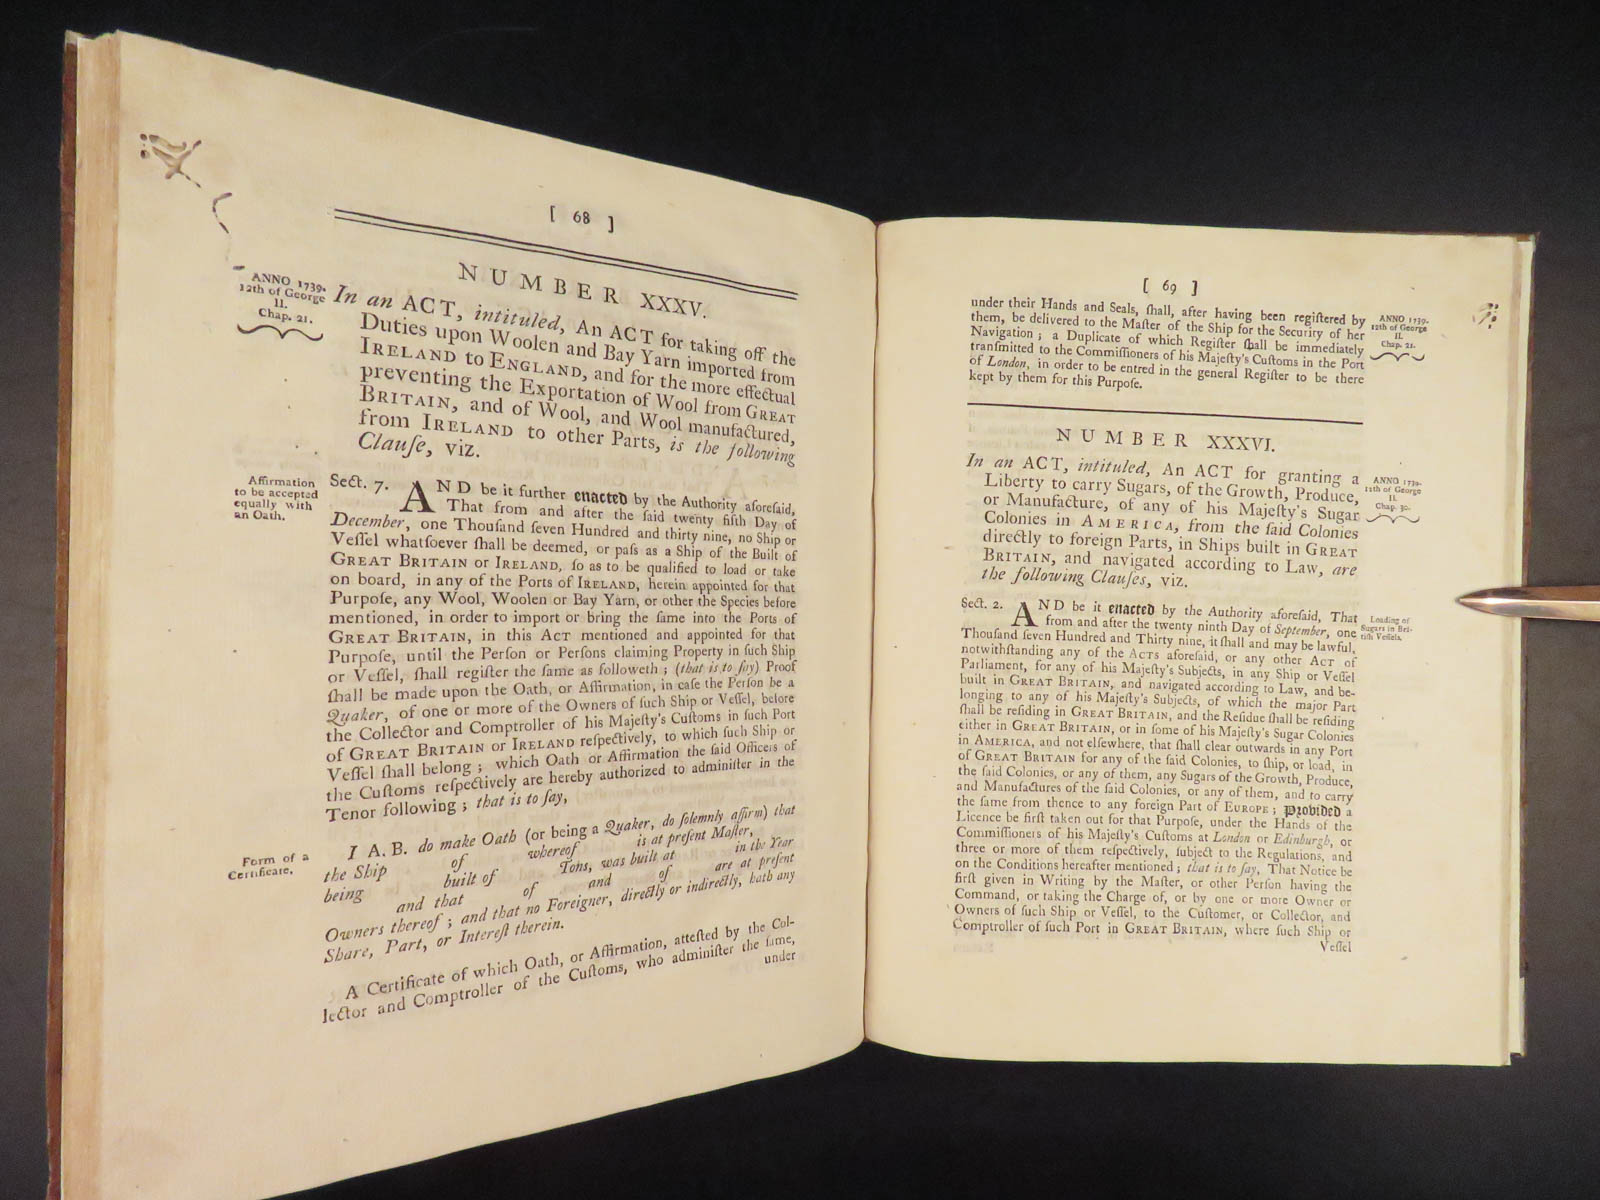 [ 68 ]
NUMBER XXXV.
ANNO 1739.
12th of George
II.
Chap. 21.
In an ACT, intituled, An ACT for taking off the
Duties upon Woolen and Bay Yarn imported from
IRELAND to ENGLAND, and for the more effectual
preventing the Exportation of Wool from GREAT
BRITAIN, and of Wool, and Wool manufactured,
from IRELAND to other Parts, is the following
Clauſe, viz.
Affirmation
to be accepted
equally with
an Oath.
Sect. 7. AND be it further enacted by the Authority aforeſaid,
That from and after the ſaid twenty fifth Day of
December, one Thouſand ſeven Hundred and thirty nine, no Ship or
Veſſel whatſoever ſhall be deemed, or paſs as a Ship of the Built of
GREAT BRITAIN or IRELAND, ſo as to be qualified to load or take
on board, in any of the Ports of IRELAND, herein appointed for that
Purpoſe, any Wool, Woolen or Bay Yarn, or other the Species before
mentioned, in order to import or bring the ſame into the Ports of
GREAT BRITAIN, in this ACT mentioned and appointed for that
Purpoſe, until the Perſon or Perſons claiming Property in ſuch Ship
or Veſſel, ſhall regiſter the ſame as followeth ; (that is to ſay) Proof
ſhall be made upon the Oath, or Affirmation, in caſe the Perſon be a
Quaker, of one or more of the Owners of ſuch Ship or Veſſel, before
the Collector and Comptroller of his Majeſty's Cuſtoms in ſuch Port
of GREAT BRITAIN or IRELAND reſpectively, to which ſuch Ship or
Veſſel ſhall belong ; which Oath or Affirmation the ſaid Officers of
the Cuſtoms reſpectively are hereby authorized to adminiſter in the
Tenor following ; that is to ſay,
Form of a
Certificate.
I A. B. do make Oath (or being a Quaker, do ſolemnly affirm) that
the Ship of whereof is at preſent Maſter,
being built of Tons, was built at in the Year
and that of and of are at preſent
Owners thereof ; and that no Foreigner, directly or indirectly, hath any
Share, Part, or Intereſt therein.
A Certificate of which Oath, or Affirmation, atteſted by the Col-
lector and Comptroller of the Cuſtoms, who adminiſter the ſame,
under
[ 69 ]
under their Hands and Seals, ſhall, after having been regiſtered by
them, be delivered to the Maſter of the Ship for the Security of her
Navigation ; a Duplicate of which Regiſter ſhall be immediately
tranſmitted to the Commiſſioners of his Majeſty's Cuſtoms in the Port
of London, in order to be entred in the general Regiſter to be there
kept by them for this Purpoſe.
ANNO 1739.
12th of George
II.
Chap. 21.
NUMBER XXXVI.
In an ACT, intituled, An ACT for granting a
Liberty to carry Sugars, of the Growth, Produce,
or Manufacture, of any of his Majeſty's Sugar
Colonies in AMERICA, from the ſaid Colonies
directly to foreign Parts, in Ships built in GREAT
BRITAIN, and navigated according to Law, are
the following Clauſes, viz.
ANNO 1739.
12th of George
II.
Chap. 30.
Sect. 2. AND be it enacted by the Authority aforeſaid, That
from and after the twenty ninth Day of September, one
Thouſand ſeven Hundred and Thirty nine, it ſhall and may be lawful,
notwithſtanding any of the ACTS aforeſaid, or any other ACT of
Parliament, for any of his Majeſty's Subjects, in any Ship or Veſſel
built in GREAT BRITAIN, and navigated according to Law, and be-
longing to any of his Majeſty's Subjects, of which the major Part
ſhall be reſiding in GREAT BRITAIN, and the Reſidue ſhall be reſiding
either in GREAT BRITAIN, or in ſome of his Majeſty's Sugar Colonies
in AMERICA, and not elſewhere, that ſhall clear outwards in any Port
of GREAT BRITAIN for any of the ſaid Colonies, to ſhip, or load, in
the ſaid Colonies, or any of them, any Sugars of the Growth, Produce,
and Manufactures of the ſaid Colonies, or any of them, and to carry
the ſame from thence to any foreign Part of EUROPE ; Provided a
Licence be firſt taken out for that Purpoſe, under the Hands of the
Commiſſioners of his Majeſty's Cuſtoms at London or Edinburgh, or
three or more of them reſpectively, ſubject to the Regulations, and
on the Conditions hereafter mentioned ; that is to ſay, That Notice be
firſt given in Writing by the Maſter, or other Perſon having the
Command, or taking the Charge of, or by one or more Owner or
Owners of ſuch Ship or Veſſel, to the Cuſtomer, or Collector, and
Comptroller of ſuch Port in GREAT BRITAIN, where ſuch Ship or
Veſſel
Loading of
Sugars in Bri-
tiſh Veſſels.